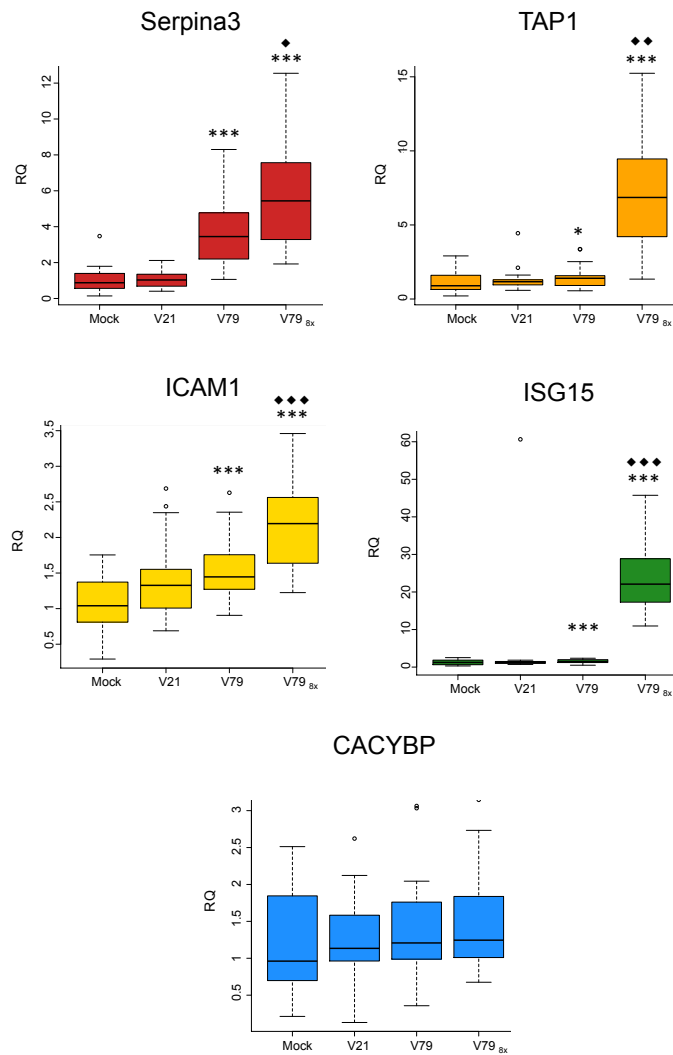 Serpina3
◆
***
***
RQ
0 2 4 6 8 10 12
Mock V21 V79 V79 8x
TAP1
◆◆
***
*
RQ
0 5 10 15
Mock V21 V79 V79 8x
ICAM1
◆◆◆
***
***
RQ
0.5 1 1.5 2 2.5 3 3.5
Mock V21 V79 V79 8x
ISG15
◆◆◆
***
***
RQ
0 10 20 30 40 50 60
Mock V21 V79 V79 8x
CACYBP
RQ
0.5 1 1.5 2 2.5 3
Mock V21 V79 V79 8x